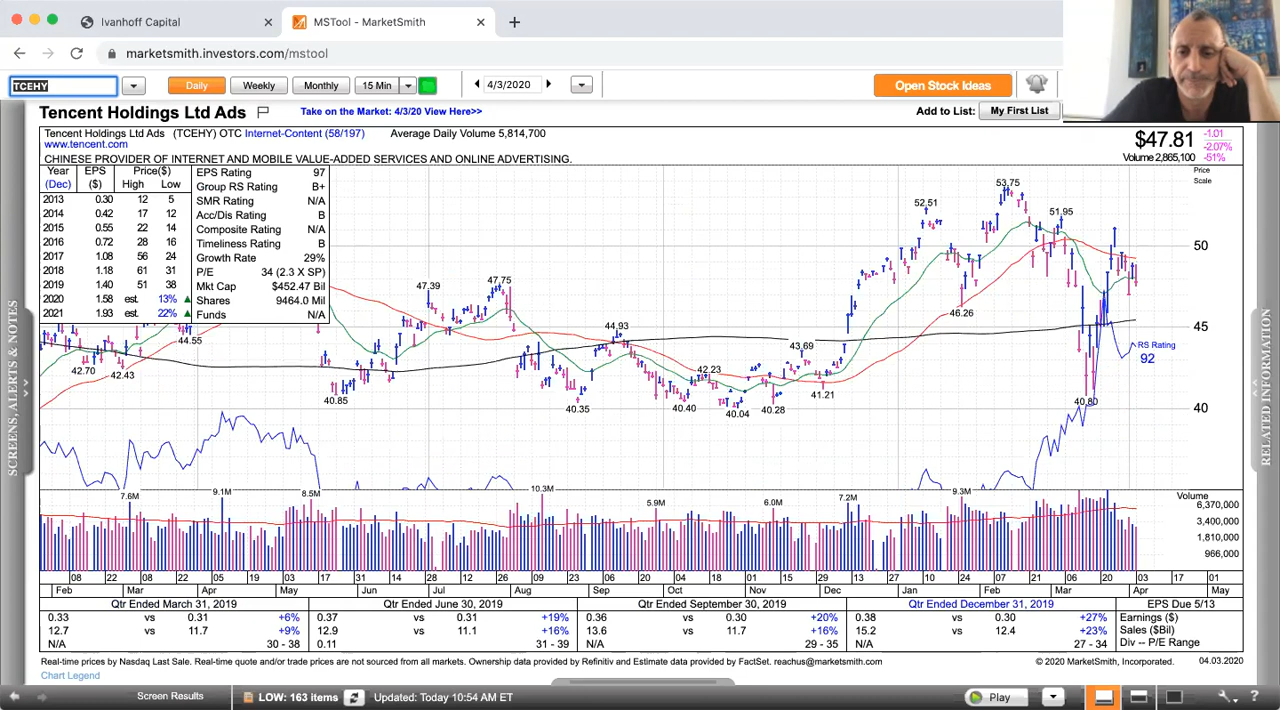 Ivanhoff Capital
MSTool - MarketSmith
marketsmith.investors.com/mstool
TCEHY Daily Weekly Monthly 15 Min 4/3/2020 Open Stock Ideas
Tencent Holdings Ltd Ads Take on the Market: 4/3/20 View Here>> Add to List: My First List
Tencent Holdings Ltd Ads (TCEHY) OTC Internet-Content (58/197) Average Daily Volume 5,814,700
www.tencent.com
CHINESE PROVIDER OF INTERNET AND MOBILE VALUE-ADDED SERVICES AND ONLINE ADVERTISING.
$47.81 -1.01
-2.07%
Volume 2,865,100 -51%
Price
Scale
Year EPS Price($)
(Dec) ($) High Low
2013 0.30 12 5
2014 0.42 17 12
2015 0.55 22 14
2016 0.72 28 16
2017 1.08 56 24
2018 1.18 61 31
2019 1.40 51 38
2020 1.58 est. 13%
2021 1.93 est. 22%
EPS Rating 97
Group RS Rating B+
SMR Rating N/A
Acc/Dis Rating B
Composite Rating N/A
Timeliness Rating B
Growth Rate 29%
P/E 34 (2.3 X SP)
Mkt Cap $452.47 Bil
Shares 9464.0 Mil
Funds N/A
53.75
52.51
51.95
50
47.39
47.75
46.26
45
44.55
44.93
43.69
42.70
42.43
42.23
41.21
40.85
40.35
40.40
40.04
40.28
40.80
40
RS Rating
92
7.6M 9.1M 8.5M 10.3M 5.9M 6.0M 7.2M 9.3M
Volume
6,370,000
3,400,000
1,810,000
966,000
08 22 08 22 05 19 03 17 31 14 28 12 26 09 23 06 20 04 18 01 15 29 13 27 10 24 07 21 06 20 03 17 01
Feb Mar Apr May Jun Jul Aug Sep Oct Nov Dec Jan Feb Mar Apr May
Qtr Ended March 31, 2019 Qtr Ended June 30, 2019 Qtr Ended September 30, 2019 Qtr Ended December 31, 2019 EPS Due 5/13
0.33 vs 0.31 +6% 0.37 vs 0.31 +19% 0.36 vs 0.30 +20% 0.38 vs 0.30 +27% Earnings ($)
12.7 vs 11.7 +9% 12.9 vs 11.1 +16% 13.6 vs 11.7 +16% 15.2 vs 12.4 +23% Sales ($Bil)
N/A 30 - 38 0.11 31 - 39 N/A 29 - 35 N/A 27 - 34 Div -- P/E Range
Real-time prices by Nasdaq Last Sale. Real-time quote and/or trade prices are not sourced from all markets. Ownership data provided by Refinitiv and Estimate data provided by FactSet. reachus@marketsmith.com © 2020 MarketSmith, Incorporated. 04.03.2020
Chart Legend
SCREENS, ALERTS & NOTES
RELATED INFORMATION
Screen Results LOW: 163 items Updated: Today 10:54 AM ET Play